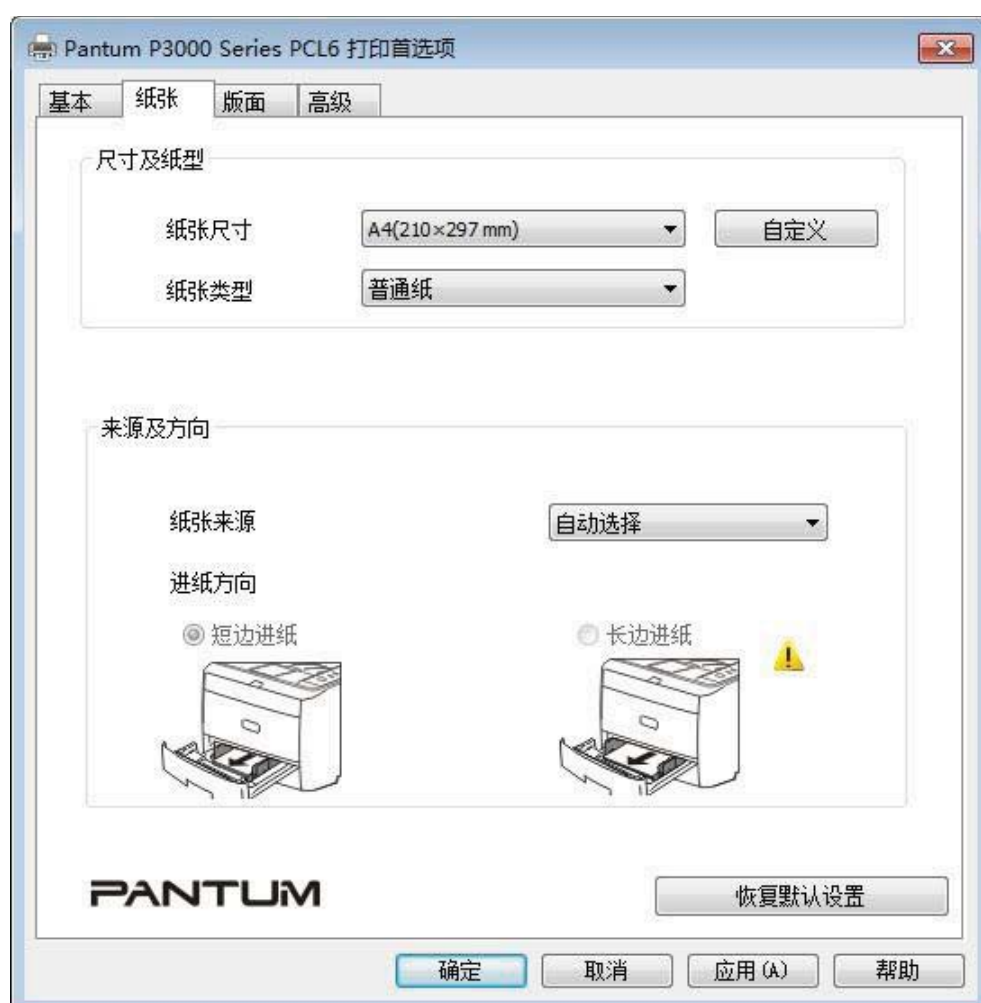 Pantum P3000 Series PCL6 打印首选项
基本 纸张 版面 高级
尺寸及纸型
纸张尺寸 A4(210×297 mm) 自定义
纸张类型 普通纸
来源及方向
纸张来源 自动选择
进纸方向
短边进纸 长边进纸
PANTUM 恢复默认设置
确定 取消 应用(A) 帮助